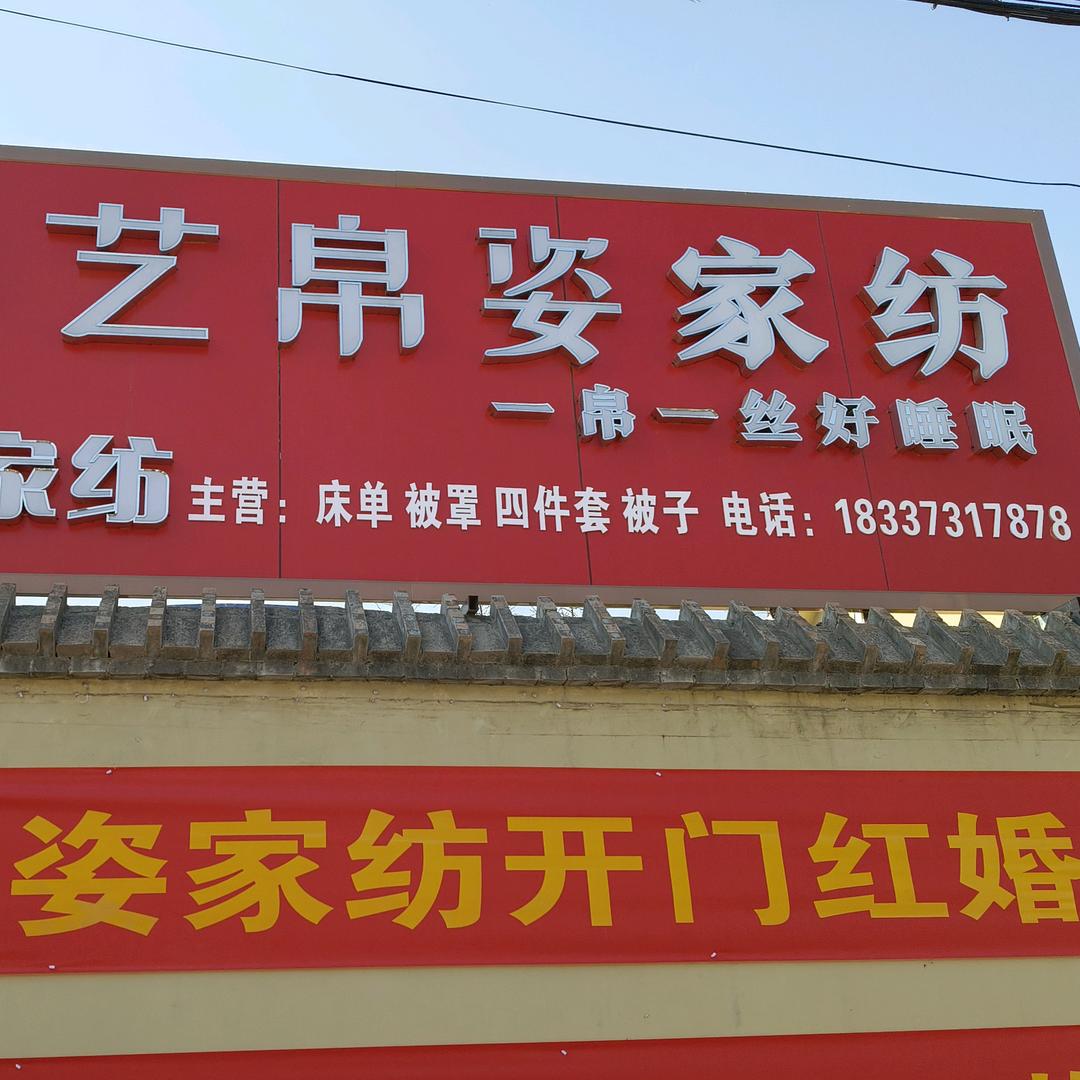 艺帛姿家纺
一帛一丝好睡眠
家纺 主营：床单 被罩 四件套 被子 电话：18337317878
姿家纺开门红婚